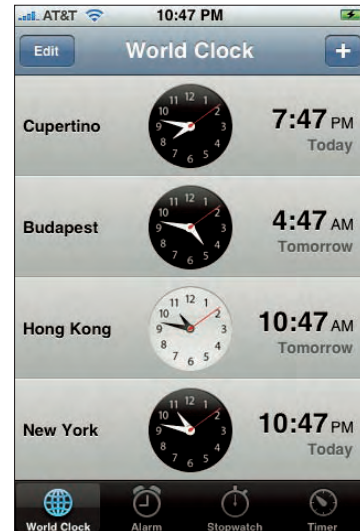 AT&T 10:47 PM
Edit World Clock +
Cupertino 7:47 PM
Today
Budapest 4:47 AM
Tomorrow
Hong Kong 10:47 AM
Tomorrow
New York 10:47 PM
Today
World Clock Alarm Stopwatch Timer